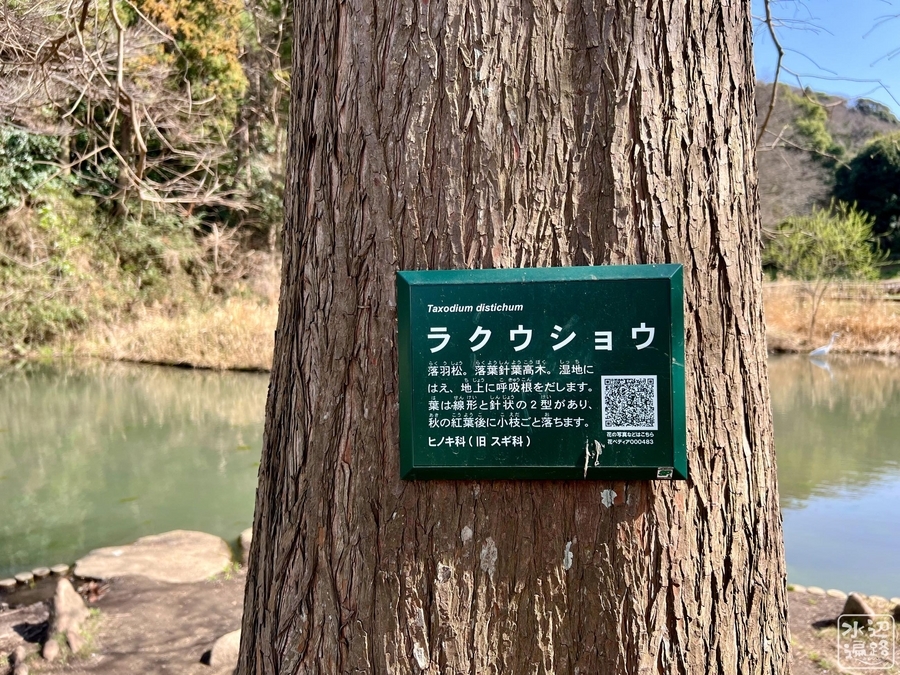 Taxodium distichum
ラクウショウ
落羽松。落葉針葉高木。湿地に
はえ、地上に呼吸根をだします。
葉は線形と針状の2型があり、
秋の紅葉後に小枝ごと落ちます。
ヒノキ科(旧 スギ科)
花の写真などはこちら
花ペディア000483
水沼
遍路